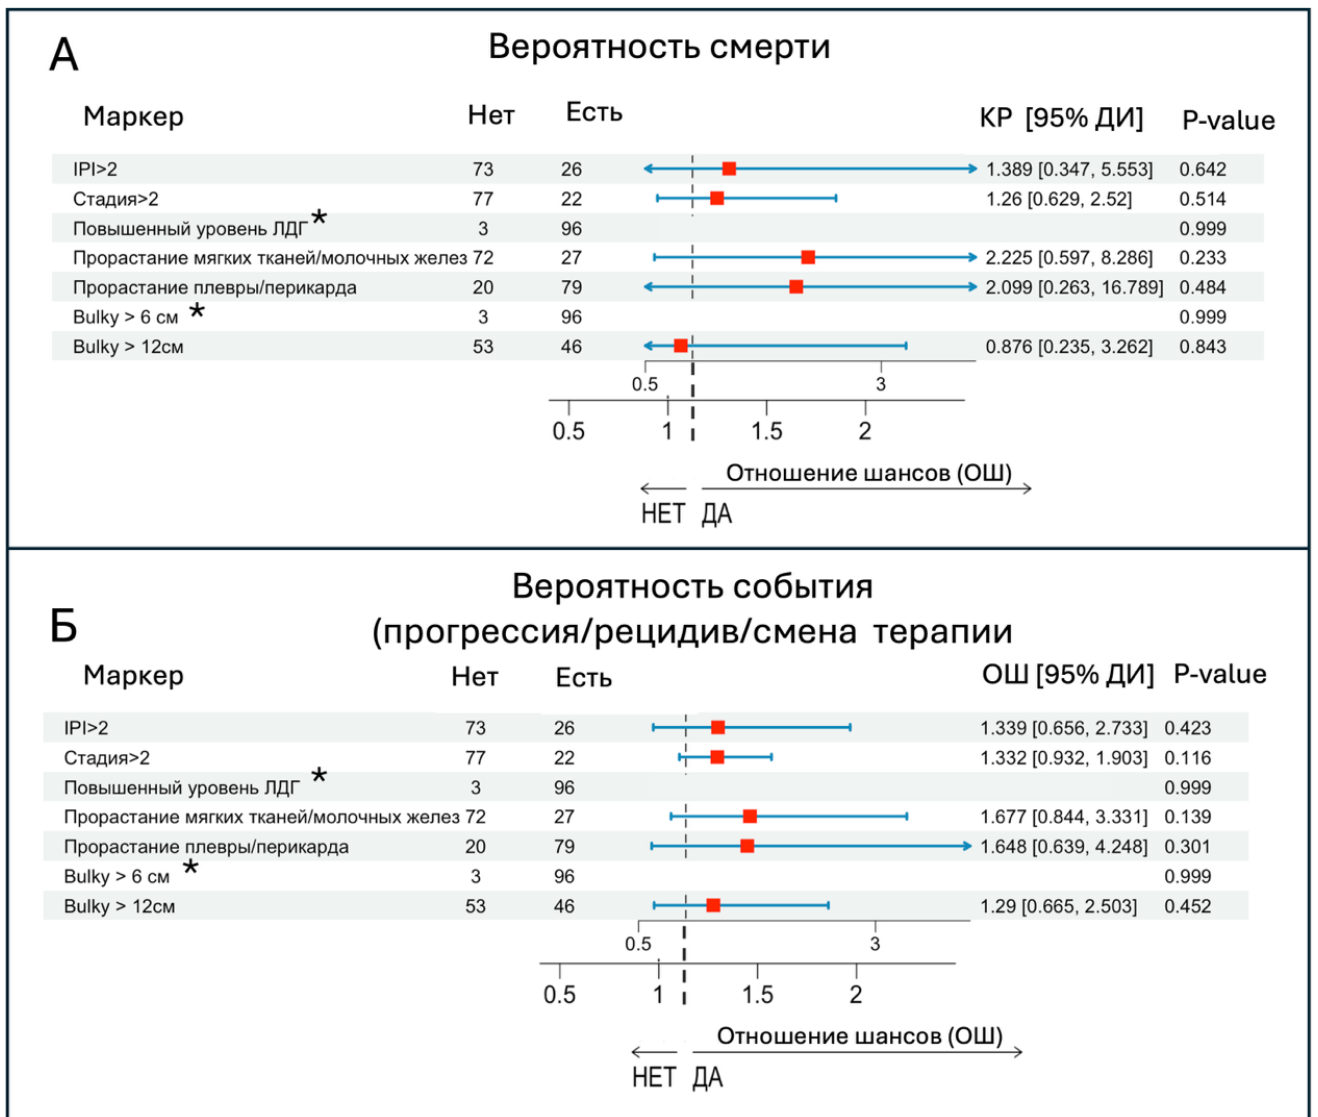 А
Вероятность смерти
Маркер Нет Есть КР [95% ДИ] P-value
IPI>2 73 26 1.389 [0.347, 5.553] 0.642
Стадия>2 77 22 1.26 [0.629, 2.52] 0.514
Повышенный уровень ЛДГ* 3 96 0.999
Прорастание мягких тканей/молочных желез 72 27 2.225 [0.597, 8.286] 0.233
Прорастание плевры/перикарда 20 79 2.099 [0.263, 16.789] 0.484
Bulky > 6 см * 3 96 0.999
Bulky > 12см 53 46 0.876 [0.235, 3.262] 0.843
0.5 3
0.5 1 1.5 2
Отношение шансов (ОШ)
НЕТ ДА
Б
Вероятность события
(прогрессия/рецидив/смена терапии
Маркер Нет Есть ОШ [95% ДИ] P-value
IPI>2 73 26 1.339 [0.656, 2.733] 0.423
Стадия>2 77 22 1.332 [0.932, 1.903] 0.116
Повышенный уровень ЛДГ * 3 96 0.999
Прорастание мягких тканей/молочных желез 72 27 1.677 [0.844, 3.331] 0.139
Прорастание плевры/перикарда 20 79 1.648 [0.639, 4.248] 0.301
Bulky > 6 см * 3 96 0.999
Bulky > 12см 53 46 1.29 [0.665, 2.503] 0.452
0.5 3
0.5 1 1.5 2
Отношение шансов (ОШ)
НЕТ ДА